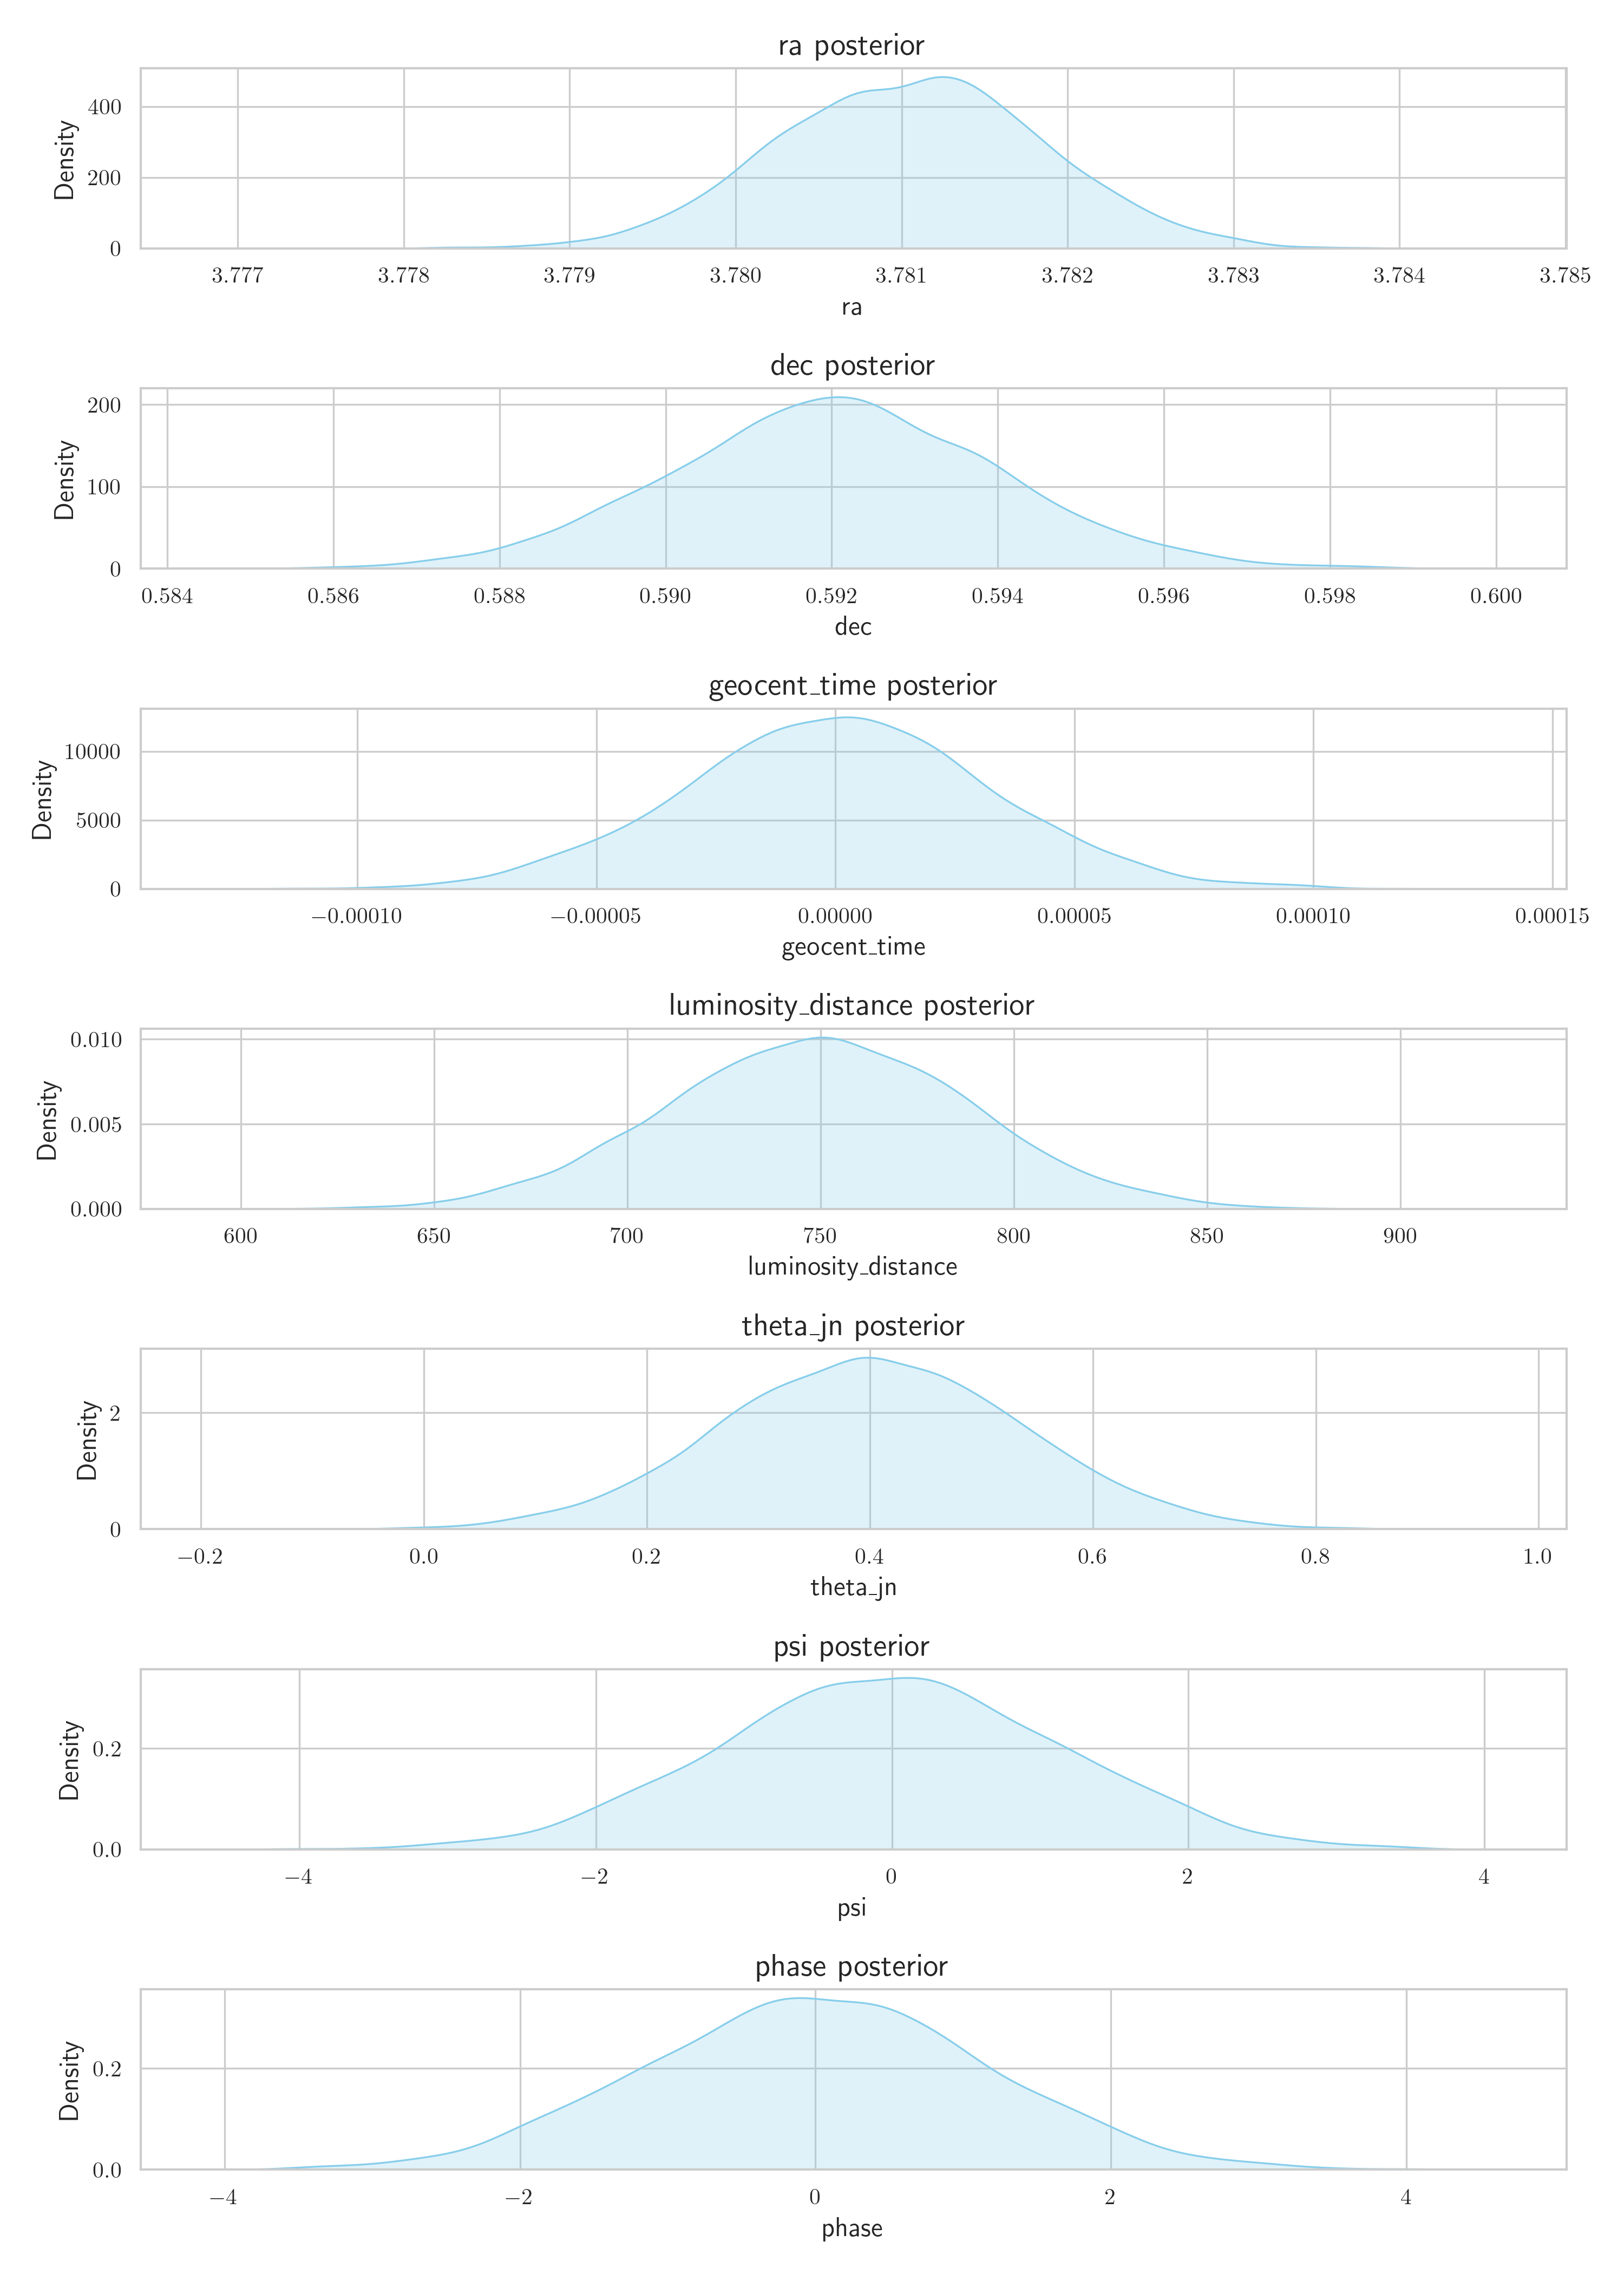 ra posterior
Density
400
200
0
3.777 3.778 3.779 3.780 3.781 3.782 3.783 3.784 3.785
ra
dec posterior
Density
200
100
0
0.584 0.586 0.588 0.590 0.592 0.594 0.596 0.598 0.600
dec
geocent_time posterior
Density
10000
5000
0
−0.00010 −0.00005 0.00000 0.00005 0.00010 0.00015
geocent_time
luminosity_distance posterior
Density
0.010
0.005
0.000
600 650 700 750 800 850 900
luminosity_distance
theta_jn posterior
Density
2
0
−0.2 0.0 0.2 0.4 0.6 0.8 1.0
theta_jn
psi posterior
Density
0.2
0.0
−4 −2 0 2 4
psi
phase posterior
Density
0.2
0.0
−4 −2 0 2 4
phase